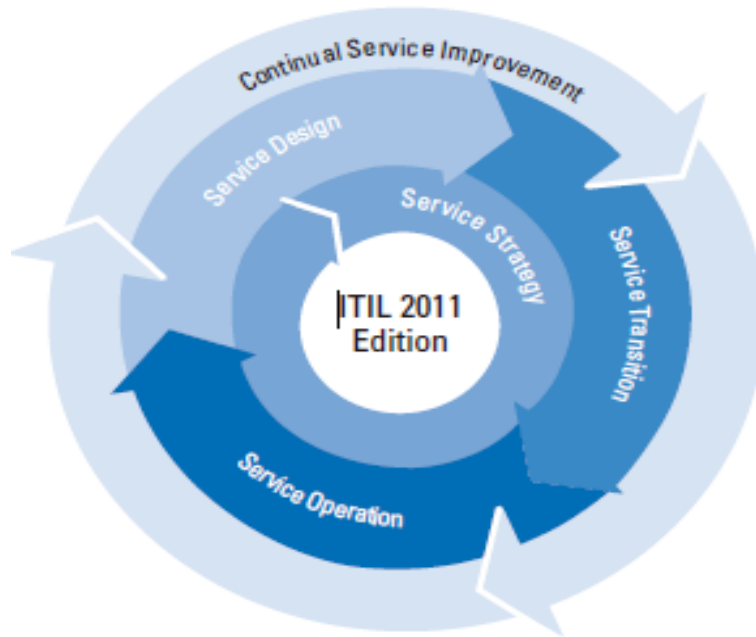 Continual Service Improvement
Service Design
Service Strategy
Service Transition
ITIL 2011
Edition
Service Operation